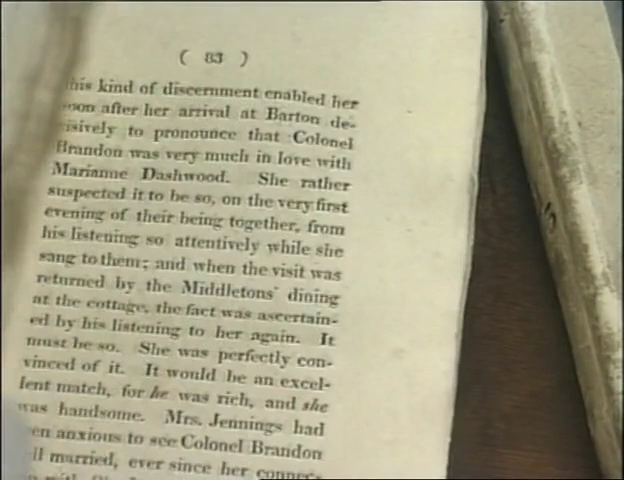 ( 83 )
this kind of discernment enabled her
soon after her arrival at Barton de-
isively to pronounce that Colonel
Brandon was very much in love with
Marianne Dashwood. She rather
suspected it to be so, on the very first
evening of their being together, from
his listening so attentively while she
sang to them; and when the visit was
returned by the Middletons' dining
at the cottage, the fact was ascertain-
ed by his listening to her again. It
must be so. She was perfectly con-
vinced of it. It would be an excel-
lent match, for he was rich, and she
was handsome. Mrs. Jennings had
en anxious to see Colonel Brandon
ll married, ever since her connec-